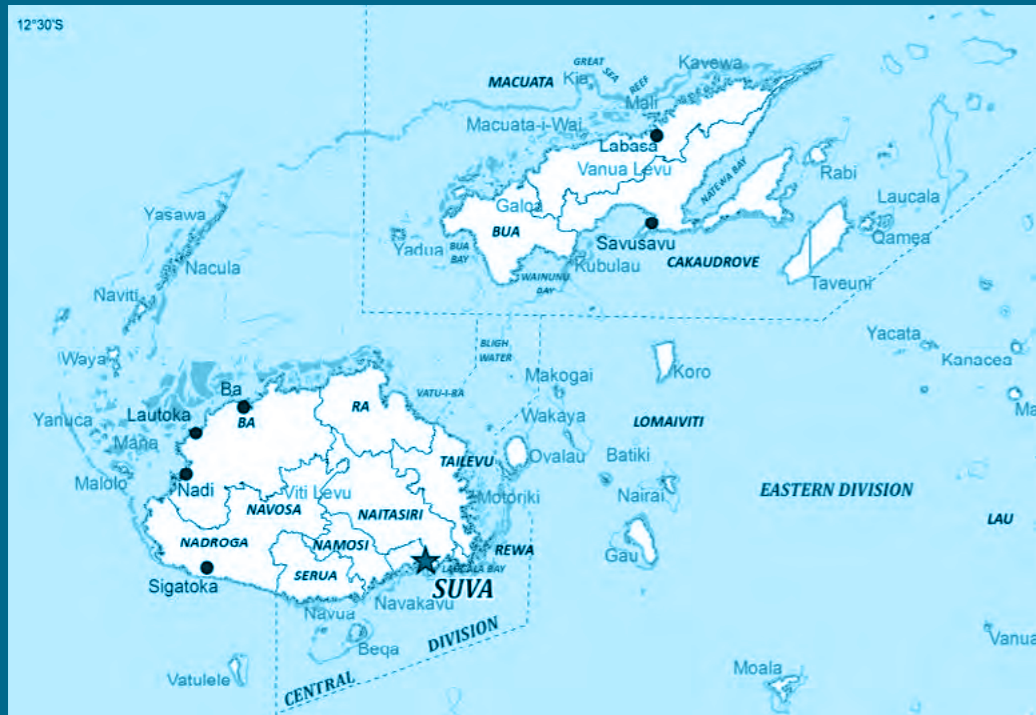 12°30'S
GREAT
SEA
REEF
Kia
Kavewa
MACUATA
Mali
Macuata-i-Wai
Labasa
Vanua Levu
NATEWA BAY
Rabi
Laucala
Yasawa
Galoa
BUA
Qamea
Yadua
BUA
BAY
Savusavu
Kubulau
CAKAUDROVE
Nacula
WAINUNU
BAY
Taveuni
Naviti
Yacata
BLIGH
WATER
Kanacea
Waya
Koro
Makogai
Ba
VATU-I-RA
RA
Yanuca
Lautoka
BA
Wakaya
LOMAIVITI
Mana
TAILEVU
Ovalau
Batiki
Malolo
Nadi
Viti Levu
Motoriki
Nairai
EASTERN DIVISION
NAVOSA
NAITASIRI
LAU
NADROGA
NAMOSI
REWA
Gau
SERUA
LAUCALA BAY
Sigatoka
SUVA
Navua
Navakavu
Beqa
CENTRAL
DIVISION
Vanua
Vatulele
Moala